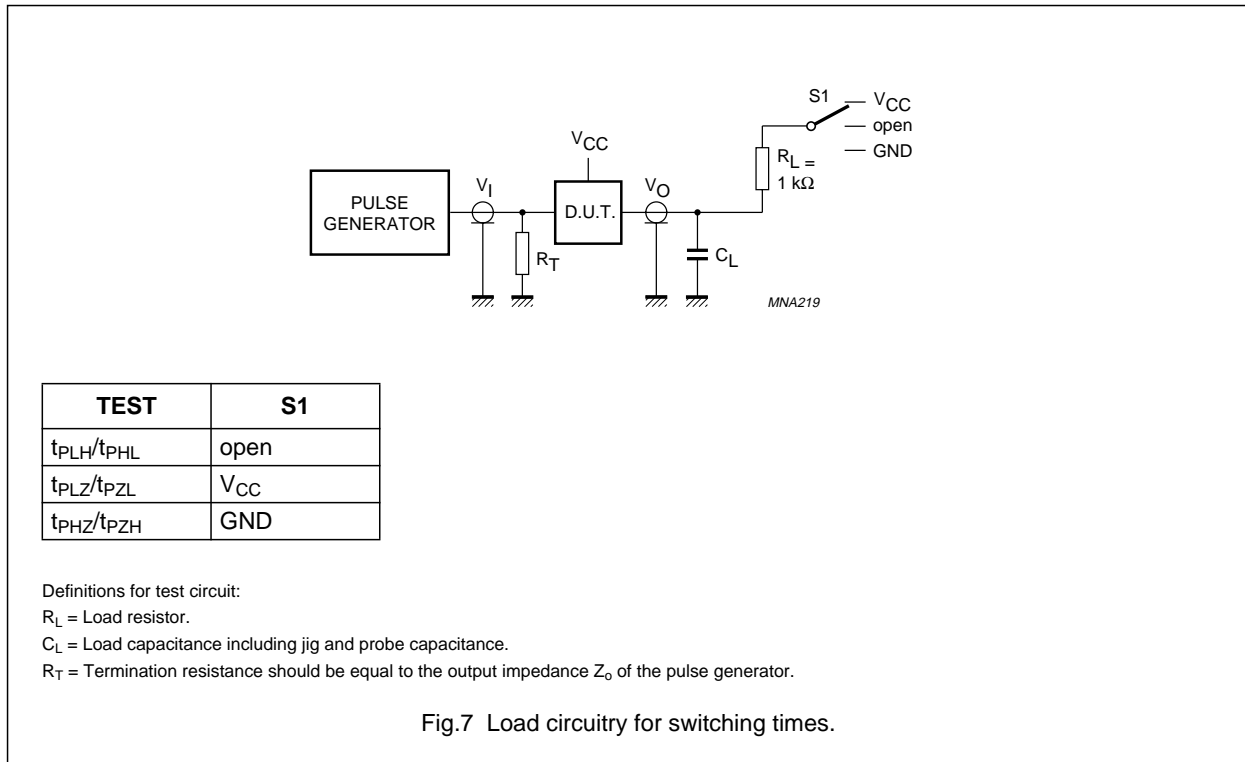 S1
VCC
open
GND
VCC
RL =
1 kΩ
PULSE
GENERATOR
VI
D.U.T.
VO
RT
CL
MNA219
TEST S1
tPLH/tPHL open
tPLZ/tPZL VCC
tPHZ/tPZH GND
Definitions for test circuit:
RL = Load resistor.
CL = Load capacitance including jig and probe capacitance.
RT = Termination resistance should be equal to the output impedance Zo of the pulse generator.
Fig.7 Load circuitry for switching times.